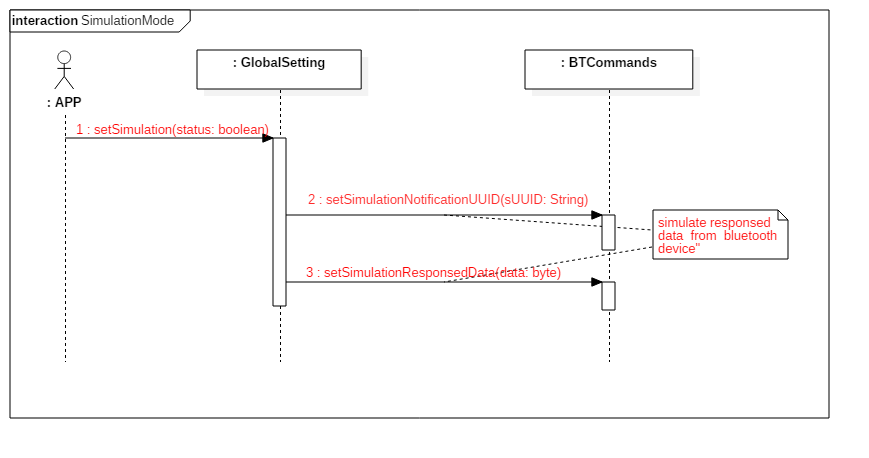 interaction SimulationMode
: GlobalSetting
: BTCommands
: APP
1 : setSimulation(status: boolean)
2 : setSimulationNotificationUUID(sUUID: String)
simulate responsed
data from bluetooth
device"
3 : setSimulationResponsedData(data: byte)